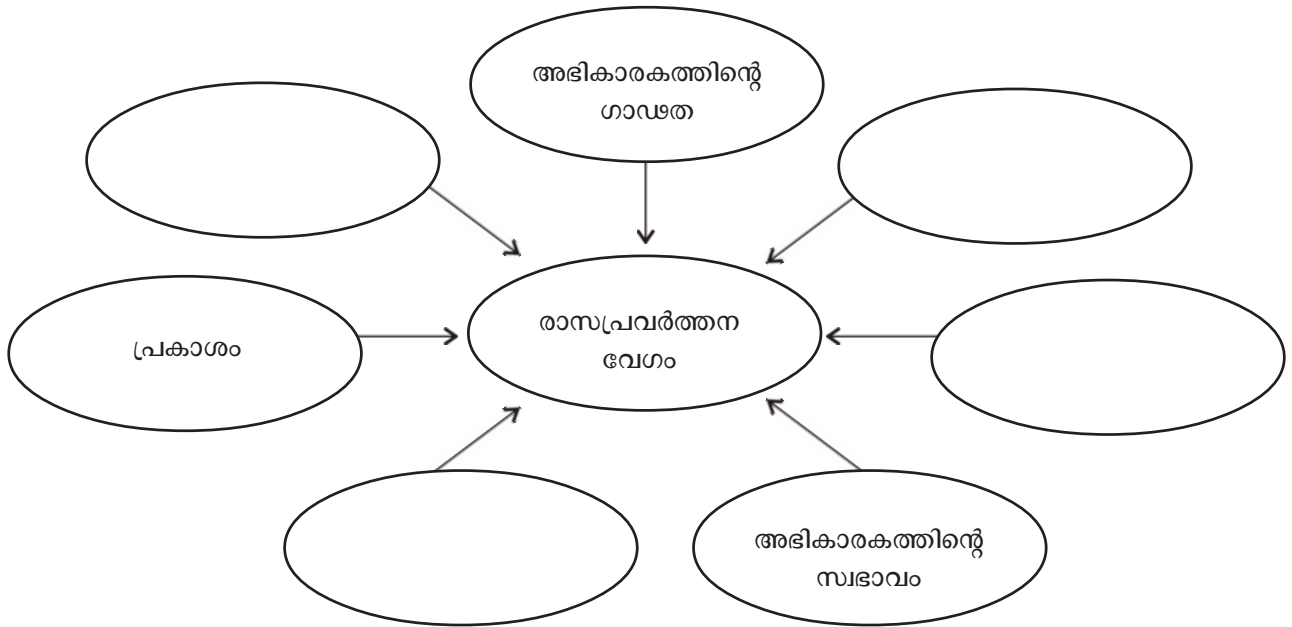 അഭികാരകത്തിന്റെ
ഗാഢത
പ്രകാശം
രാസപ്രവർത്തന
വേഗം
അഭികാരകത്തിന്റെ
സ്വഭാവം